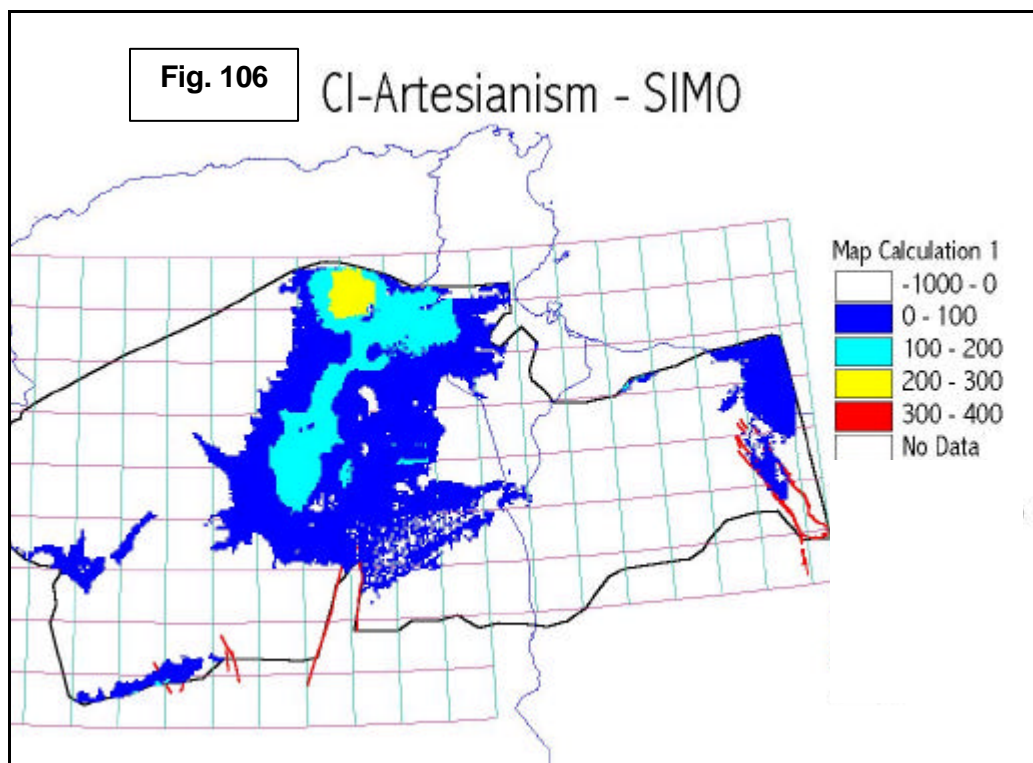 Fig. 106
CI-Artesianism - SIM0
Map Calculation 1
-1000 - 0
0 - 100
100 - 200
200 - 300
300 - 400
No Data